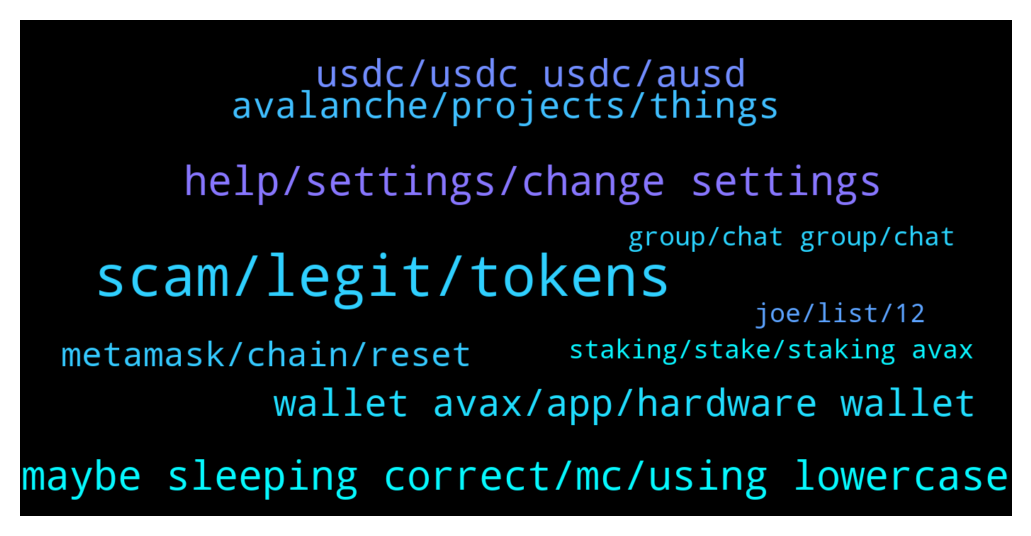 usdc/usdc usdc/ausd
avalanche/projects/things
help/settings/change settings
group/chat group/chat
scam/legit/tokens
joe/list/12
metamask/chain/reset
staking/stake/staking avax
wallet avax/app/hardware wallet
maybe sleeping correct/mc/using lowercase